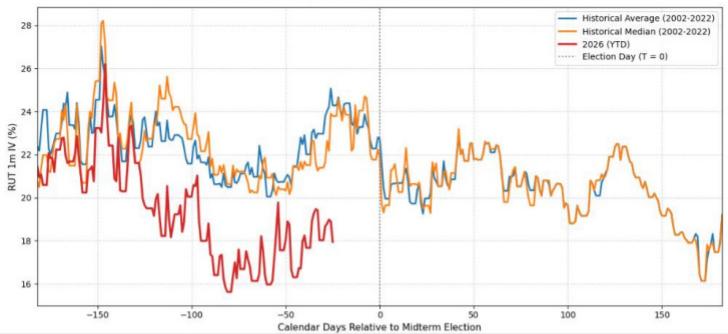 Historical Average (2002-2022)
Historical Median (2002-2022)
2026 (YTD)
Election Day (T = 0)
RUT 1m IV (%)
28
26
24
22
20
18
16
−150
−100
−50
0
50
100
150
Calendar Days Relative to Midterm Election